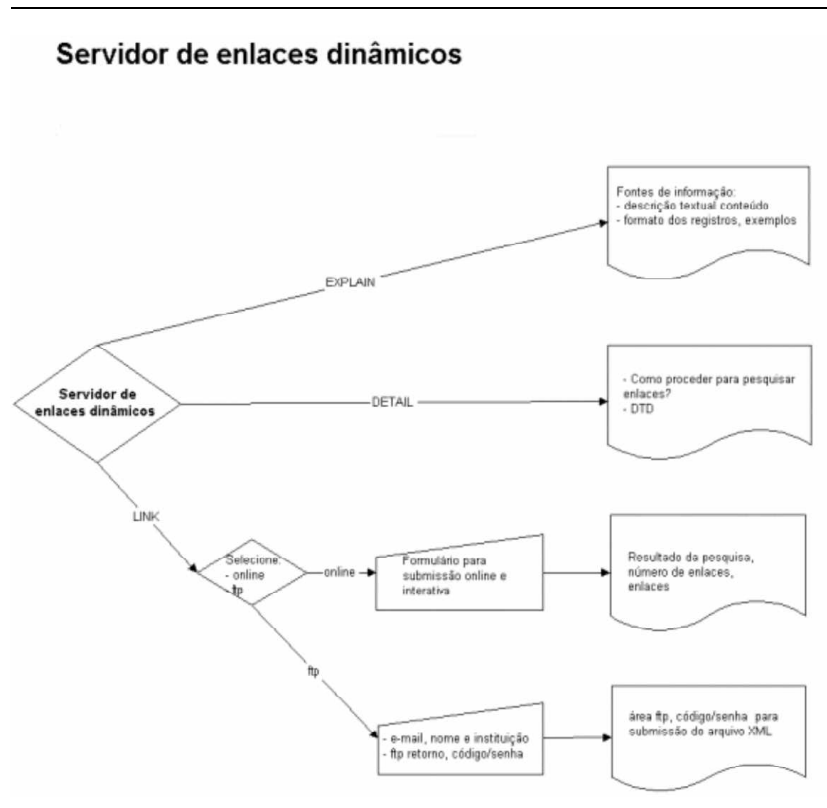 Servidor de enlaces dinâmicos
Fontes de informação:
- descrição textual conteúdo
- formato dos registros, exemplos
EXPLAIN
- Como proceder para pesquisar
enlaces?
- DTD
DETAIL
Servidor de
enlaces dinâmicos
LINK
Selecione:
- online
- ftp
online
Formulário para
submissão online e
interativa
Resultado da pesquisa,
número de enlaces,
enlaces
ftp
- e-mail, nome e instituição
- ftp retorno, código/senha
área ftp, código/senha para
submissão do arquivo XML